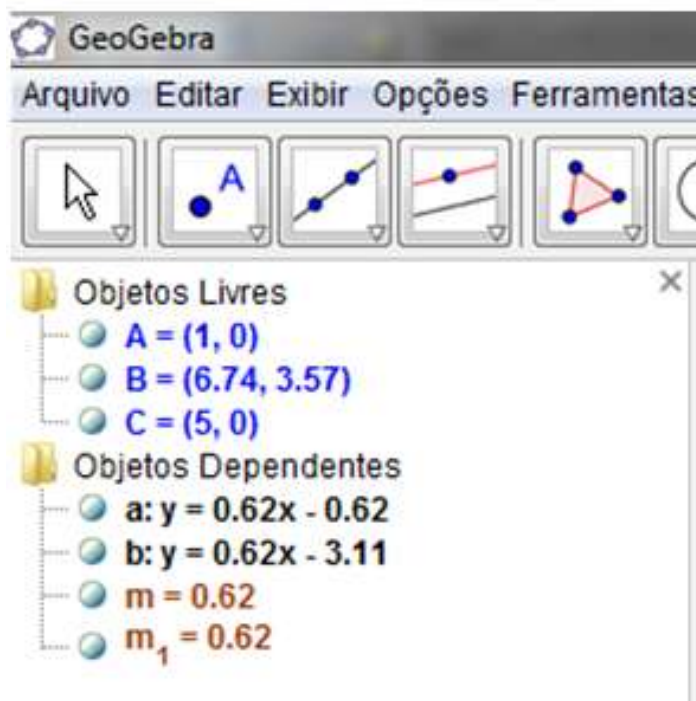 GeoGebra
Arquivo Editar Exibir Opções Ferramentas
A
Objetos Livres
A = (1, 0)
B = (6.74, 3.57)
C = (5, 0)
Objetos Dependentes
a: y = 0.62x - 0.62
b: y = 0.62x - 3.11
m = 0.62
m₁ = 0.62